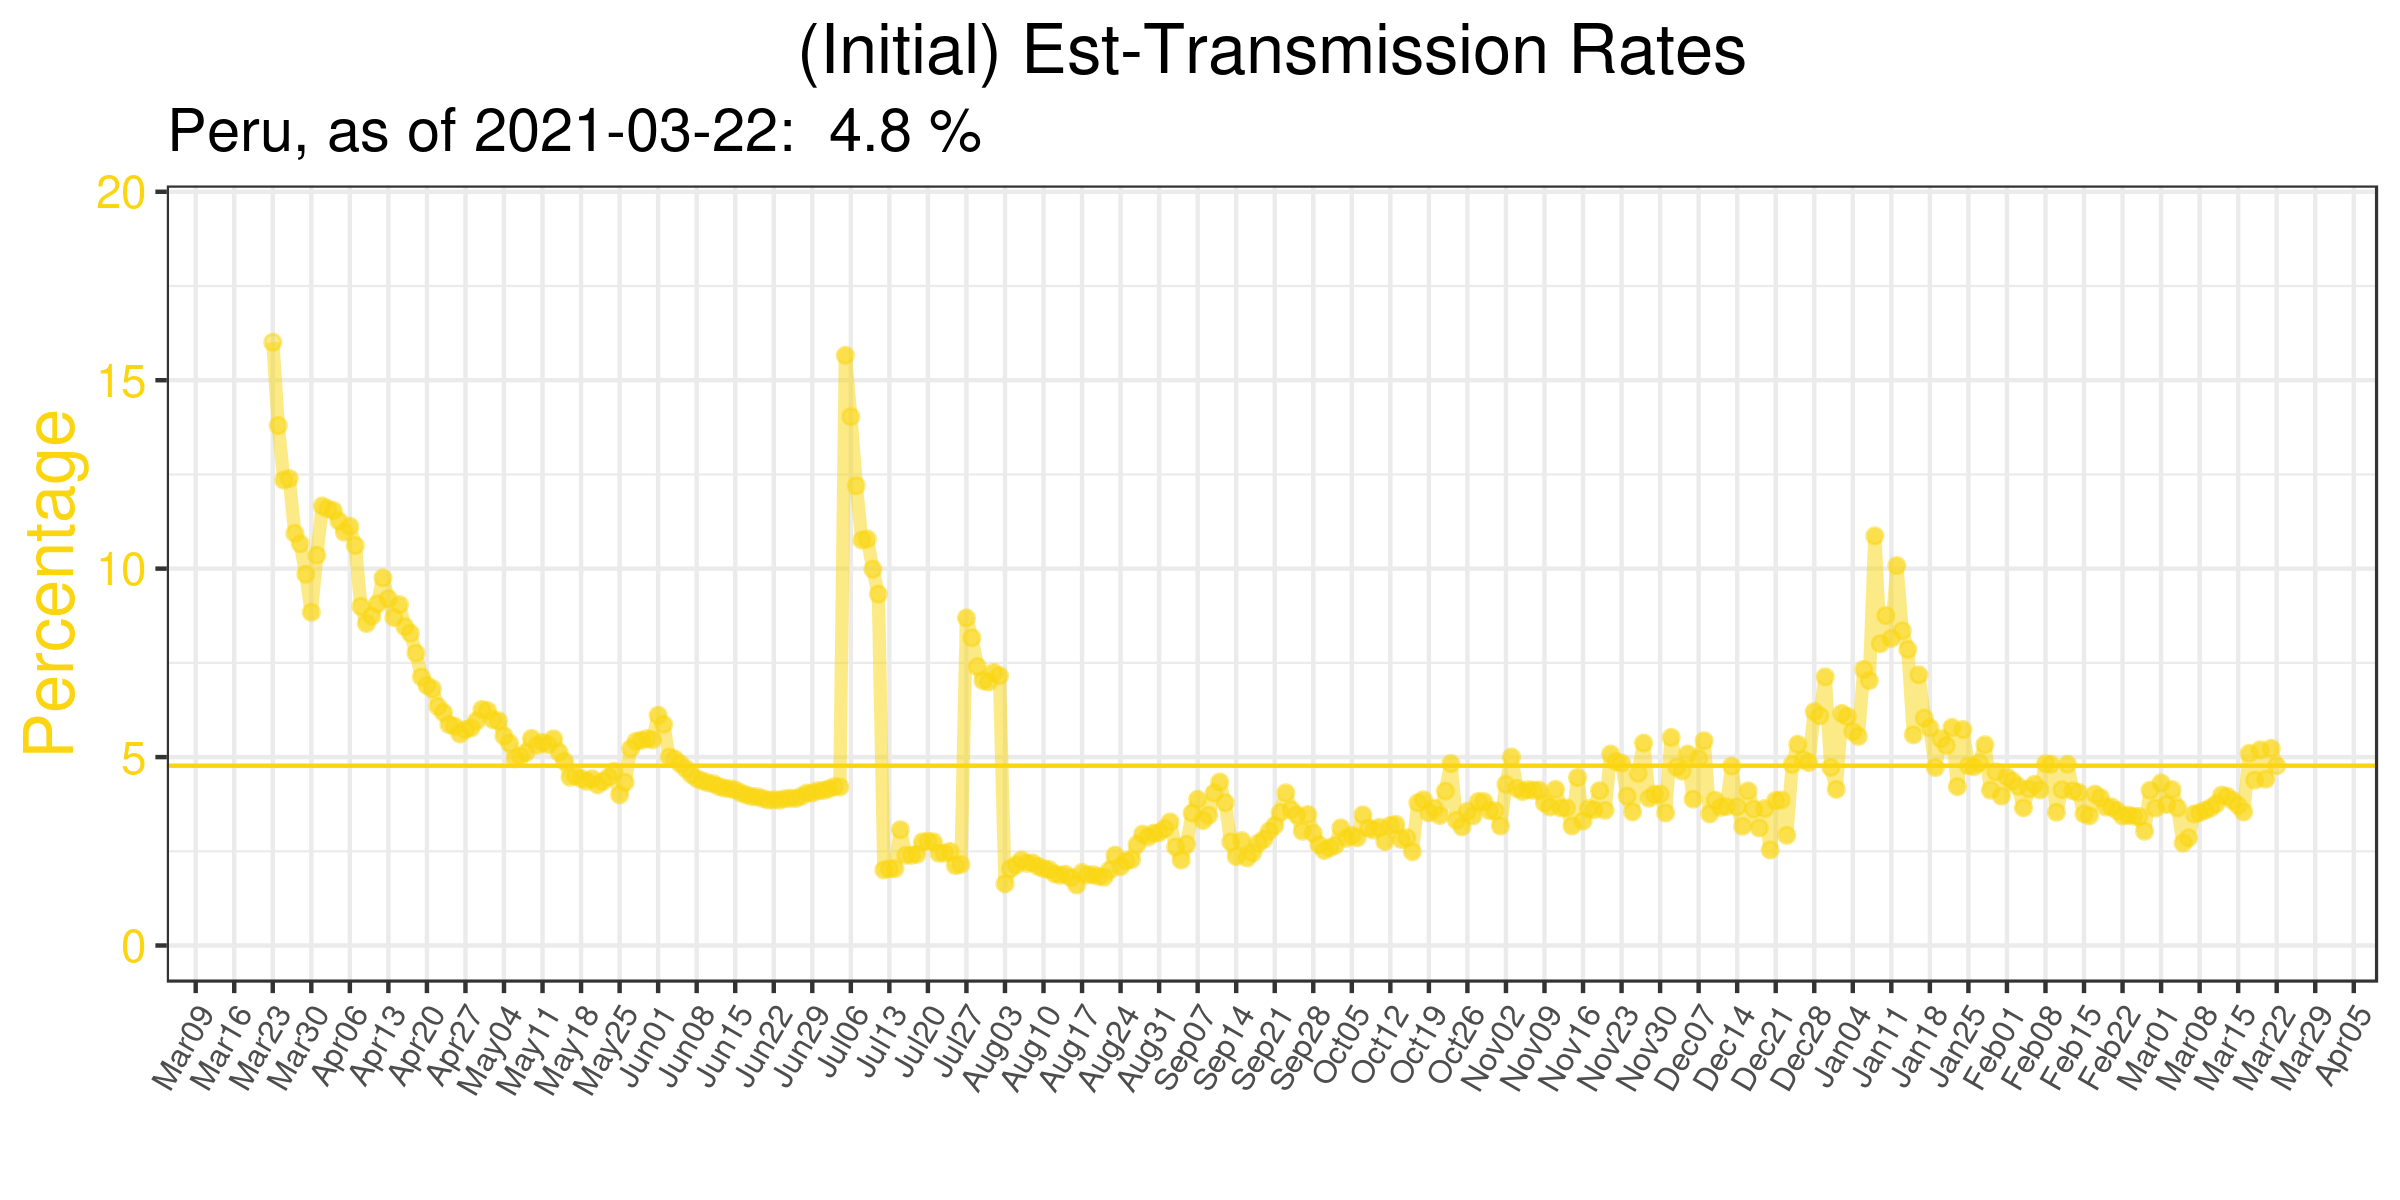 (Initial) Est-Transmission Rates
Peru, as of 2021-03-22:  4.8 %
Percentage
20
15
10
5
0
Mar09
Mar16
Mar23
Mar30
Apr06
Apr13
Apr20
Apr27
May04
May11
May18
May25
Jun01
Jun08
Jun15
Jun22
Jun29
Jul06
Jul13
Jul20
Jul27
Aug03
Aug10
Aug17
Aug24
Aug31
Sep07
Sep14
Sep21
Sep28
Oct05
Oct12
Oct19
Oct26
Nov02
Nov09
Nov16
Nov23
Nov30
Dec07
Dec14
Dec21
Dec28
Jan04
Jan11
Jan18
Jan25
Feb01
Feb08
Feb15
Feb22
Mar01
Mar08
Mar15
Mar22
Mar29
Apr05